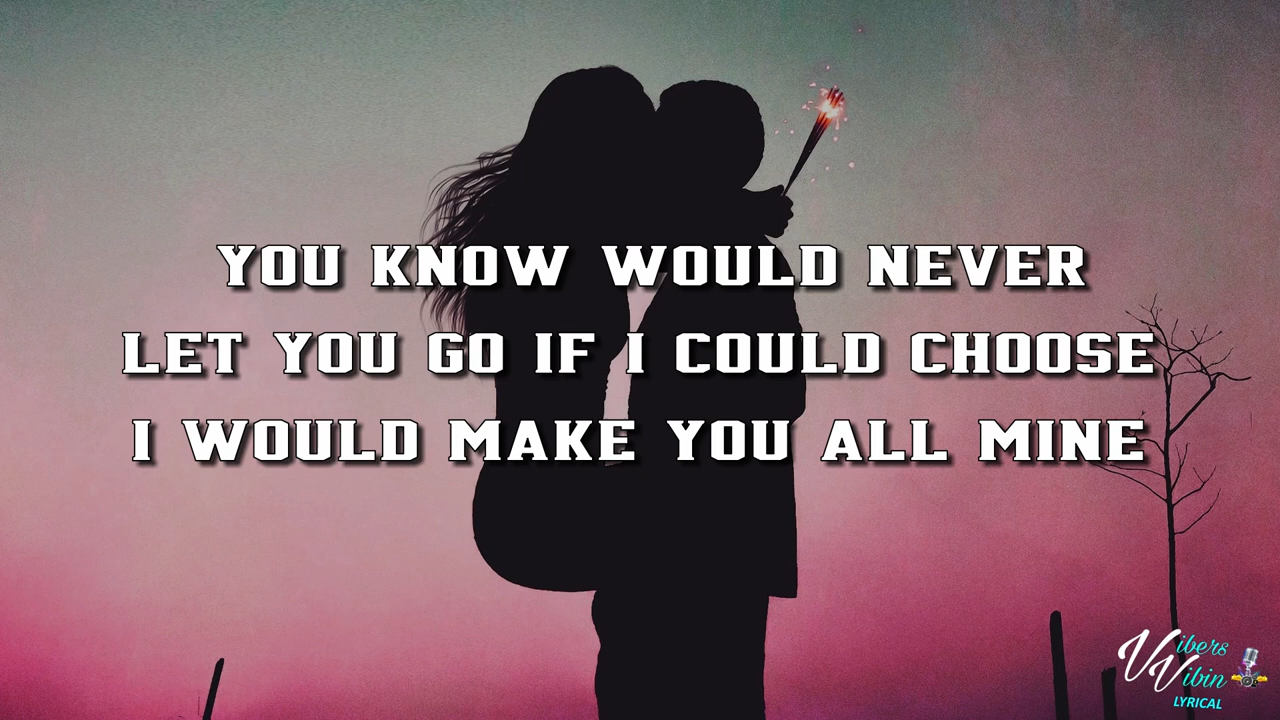 YOU KNOW WOULD NEVER
LET YOU GO IF I COULD CHOOSE
I WOULD MAKE YOU ALL MINE
Vibers
Vibin
LYRICAL